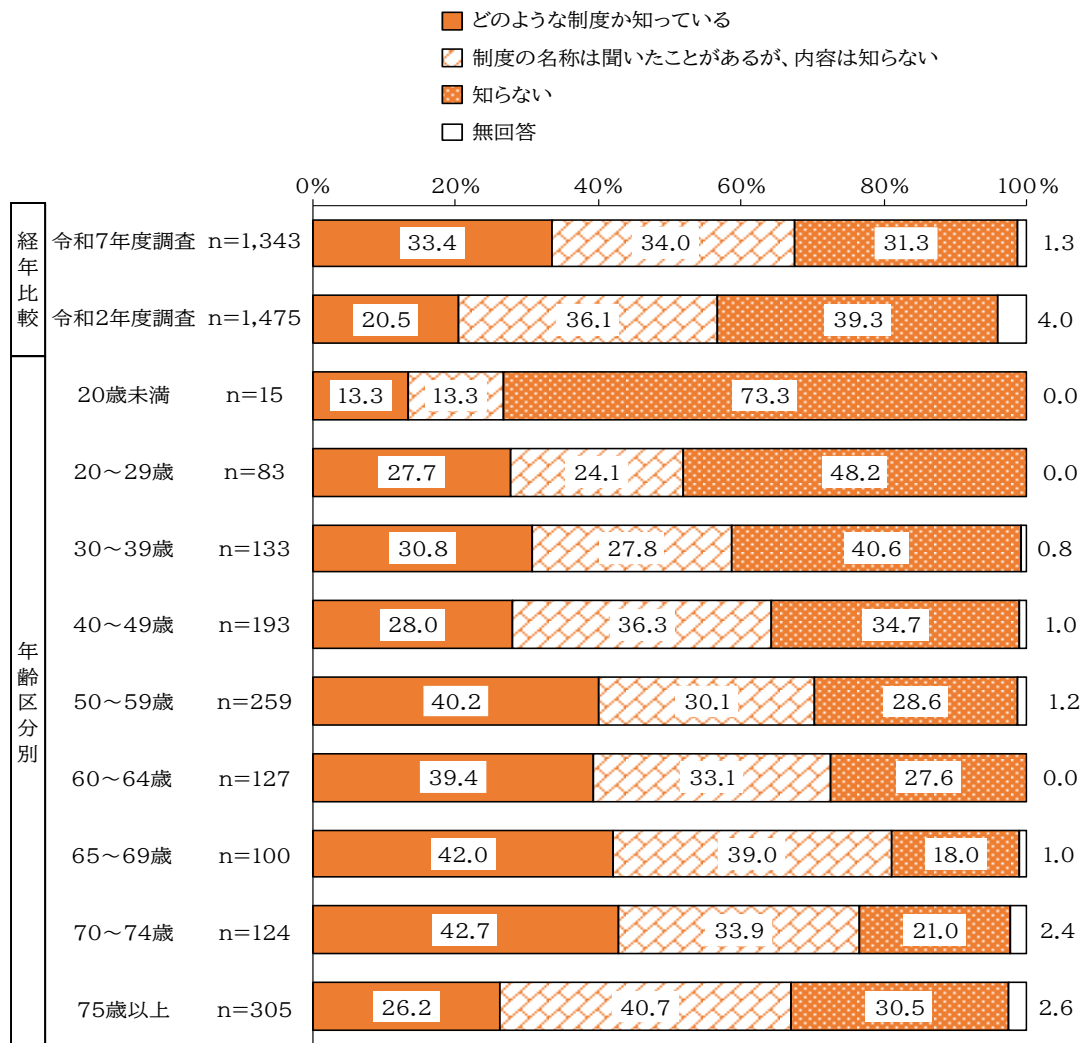 どのような制度か知っている
制度の名称は聞いたことがあるが、内容は知らない
知らない
無回答
0% 20% 40% 60% 80% 100%
経年比較
令和7年度調査 n=1,343 33.4 34.0 31.3 1.3
令和2年度調査 n=1,475 20.5 36.1 39.3 4.0
年齢区分別
20歳未満 n=15 13.3 13.3 73.3 0.0
20～29歳 n=83 27.7 24.1 48.2 0.0
30～39歳 n=133 30.8 27.8 40.6 0.8
40～49歳 n=193 28.0 36.3 34.7 1.0
50～59歳 n=259 40.2 30.1 28.6 1.2
60～64歳 n=127 39.4 33.1 27.6 0.0
65～69歳 n=100 42.0 39.0 18.0 1.0
70～74歳 n=124 42.7 33.9 21.0 2.4
75歳以上 n=305 26.2 40.7 30.5 2.6